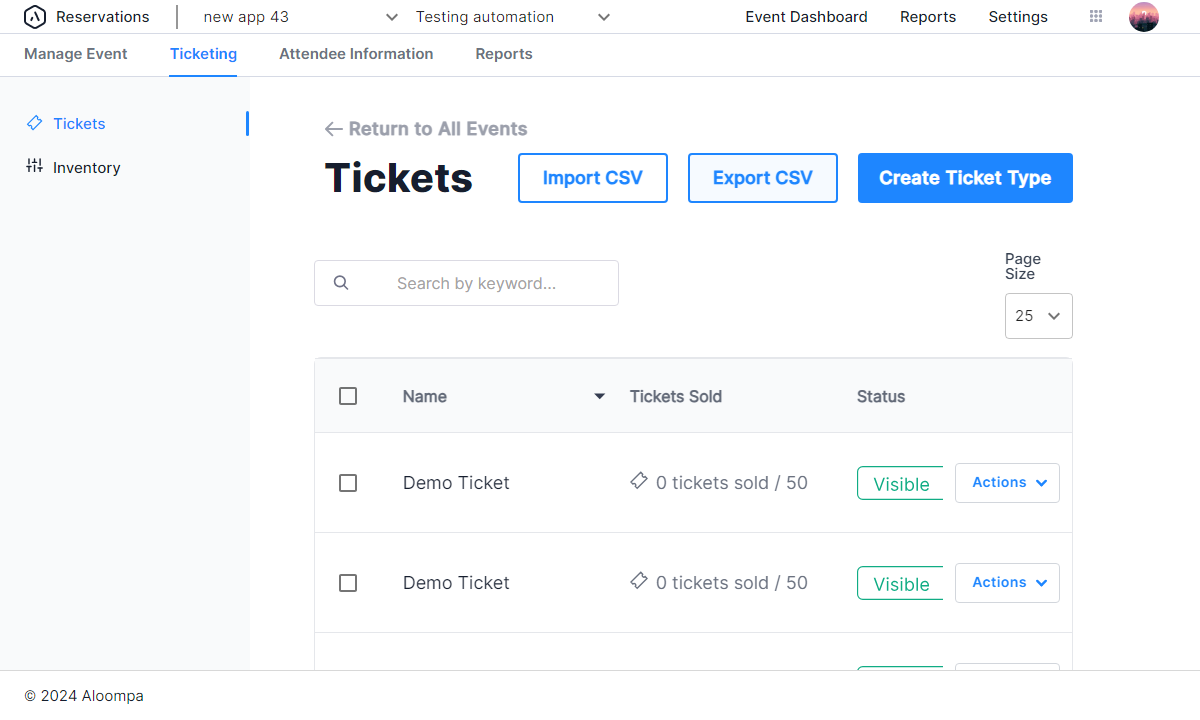 Reservations
new app 43
Testing automation
Event Dashboard
Reports
Settings
Manage Event
Ticketing
Attendee Information
Reports
Tickets
Inventory
Return to All Events
Tickets
Import CSV
Export CSV
Create Ticket Type
Search by keyword...
Page
Size
25
Name
Tickets Sold
Status
Demo Ticket
0 tickets sold / 50
Visible
Actions
Demo Ticket
0 tickets sold / 50
Visible
Actions
© 2024 Aloompa